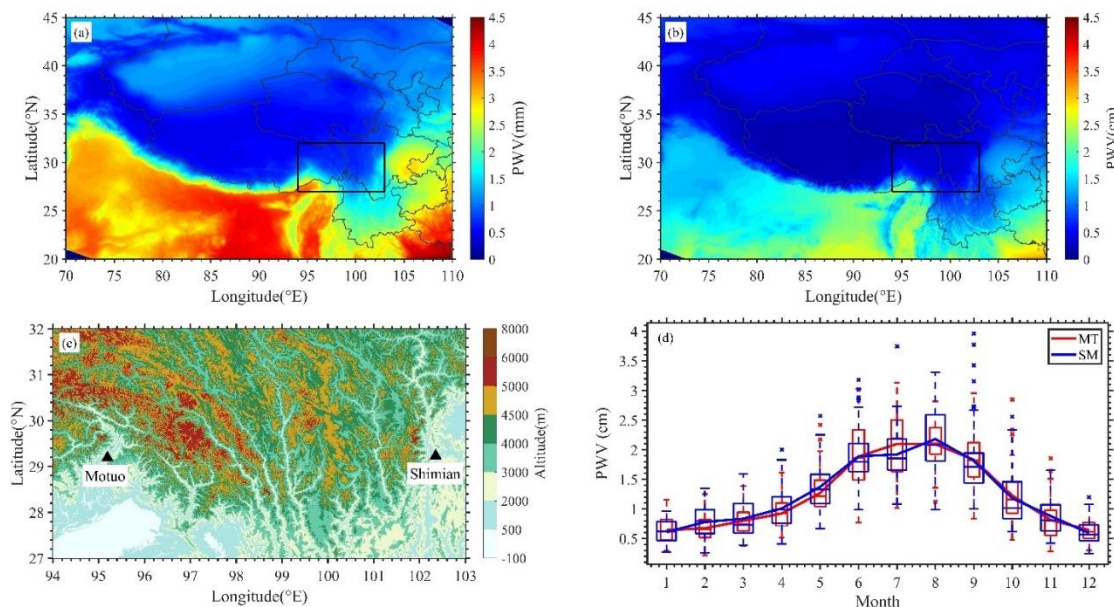 (a)
45
40
35
30
25
20
Latitude(°N)
70 75 80 85 90 95 100 105 110
Longitude(°E)
4.5
4
3.5
3
2.5
2
1.5
1
0.5
0
PWV(mm)
(b)
45
40
35
30
25
20
Latitude(°N)
70 75 80 85 90 95 100 105 110
Longitude(°E)
4.5
4
3.5
3
2.5
2
1.5
1
0.5
0
PWV(cm)
(c)
32
31
30
29
28
27
Latitude(°N)
Motuo
Shimian
94 95 96 97 98 99 100 101 102 103
Longitude(°E)
8000
6000
5000
4500
4000
3000
2000
500
-100
Altitude(m)
(d)
MT
SM
4
3.5
3
2.5
2
1.5
1
0.5
PWV (cm)
1 2 3 4 5 6 7 8 9 10 11 12
Month